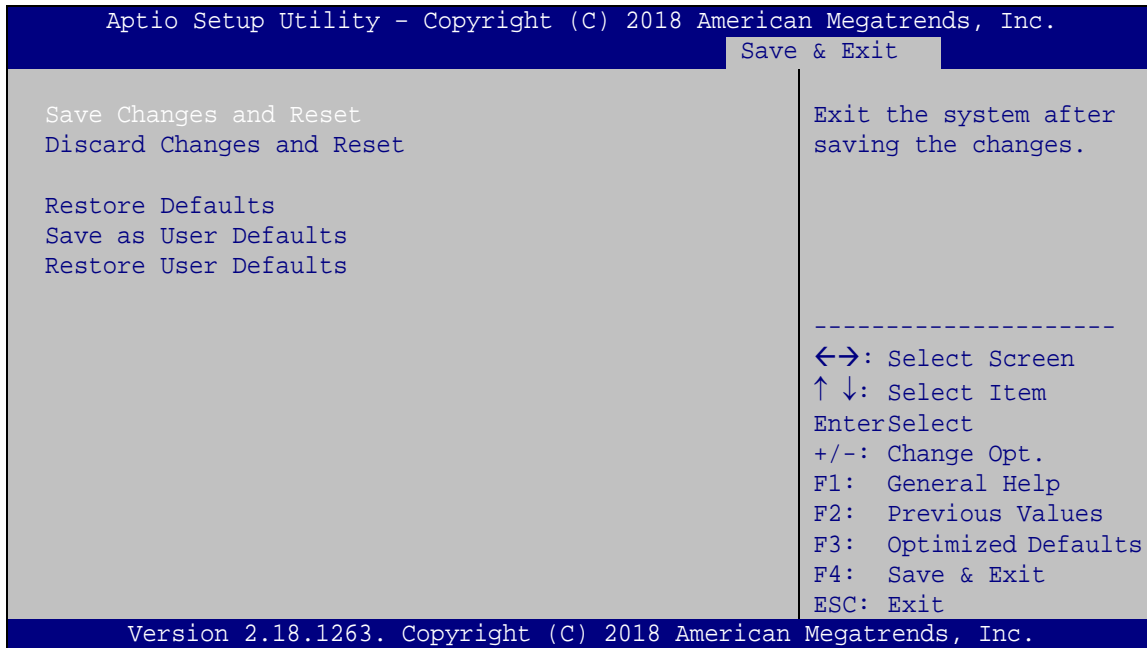 Aptio Setup Utility – Copyright (C) 2018 American Megatrends, Inc.
Save & Exit
Save Changes and Reset
Discard Changes and Reset
Restore Defaults
Save as User Defaults
Restore User Defaults
Exit the system after
saving the changes.
---------------------
←→: Select Screen
↑ ↓: Select Item
EnterSelect
+/-: Change Opt.
F1: General Help
F2: Previous Values
F3: Optimized Defaults
F4: Save & Exit
ESC: Exit
Version 2.18.1263. Copyright (C) 2018 American Megatrends, Inc.